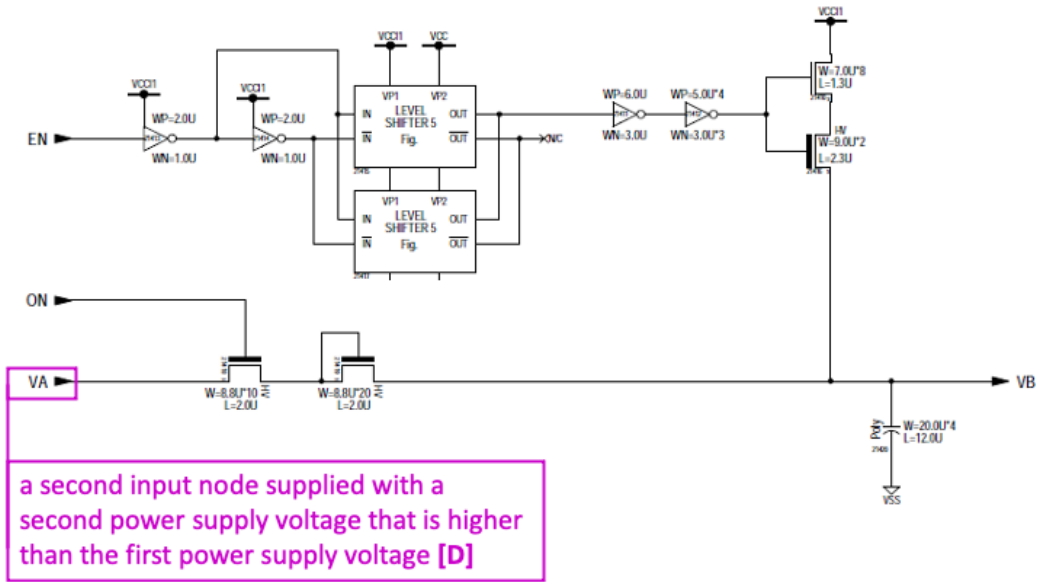 VCCI1
VCCI1 VCC
VCCI1 VCCI1
WP=2.0U WP=2.0U
VP1 VP2
IN LEVEL SHIFTER 5 OUT
IN Fig. OUT
WP=6.0U WP=5.0U*4
W=7.0U*8
L=1.3U
EN
WN=1.0U WN=1.0U
WN=3.0U WN=3.0U*3
N/C
HV
W=9.0U*2
L=2.3U
VP1 VP2
IN LEVEL SHIFTER 5 OUT
IN Fig. OUT
ON
VA
W=8.8U*10 HV W=8.8U*20 HV
L=2.0U L=2.0U
VB
Poly
W=20.0U*4
L=12.0U
VSS
a second input node supplied with a
second power supply voltage that is higher
than the first power supply voltage [D]